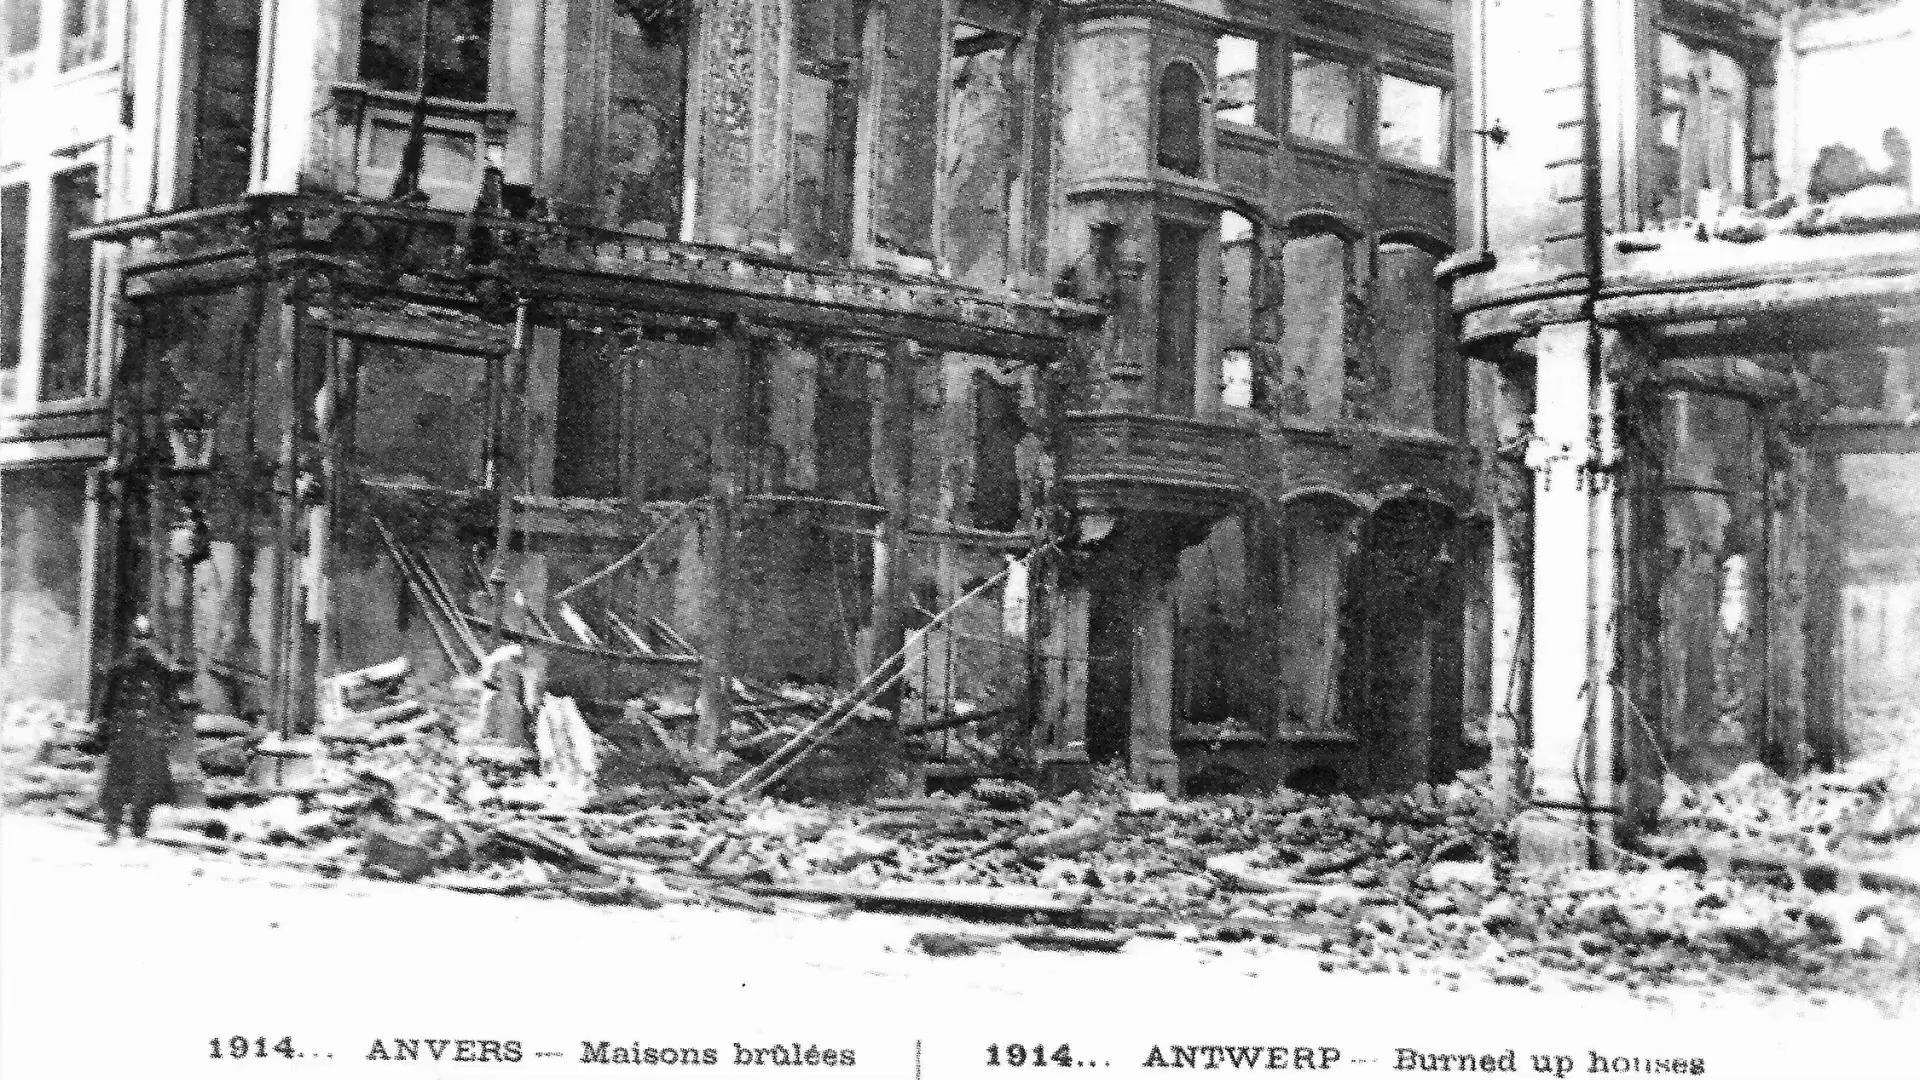 1914... ANVERS — Maisons brûlées | 1914... ANTWERP — Burned up houses